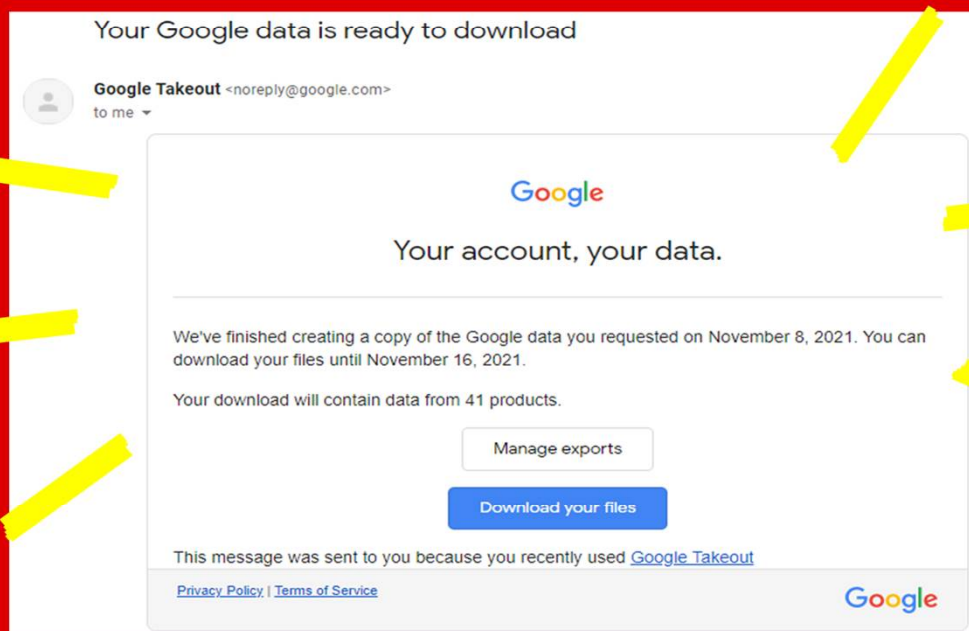 Your Google data is ready to download
Google Takeout <noreply@google.com>
to me
Google
Your account, your data.
We've finished creating a copy of the Google data you requested on November 8, 2021. You can
download your files until November 16, 2021.
Your download will contain data from 41 products.
Manage exports
Download your files
This message was sent to you because you recently used Google Takeout
Privacy Policy | Terms of Service
Google